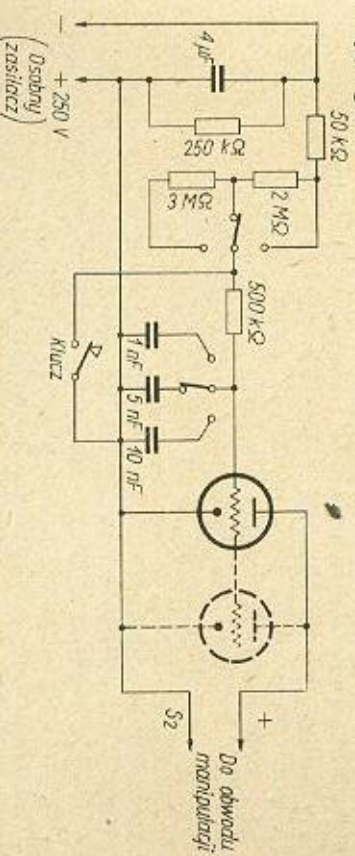 −
+ 250 V
(Osobny
zasilacz)
4 µF
250 kΩ
50 kΩ
3 MΩ
2 MΩ
500 kΩ
1 nF
5 nF
10 nF
Klucz
+
S2
Do obwodu
manipulacji